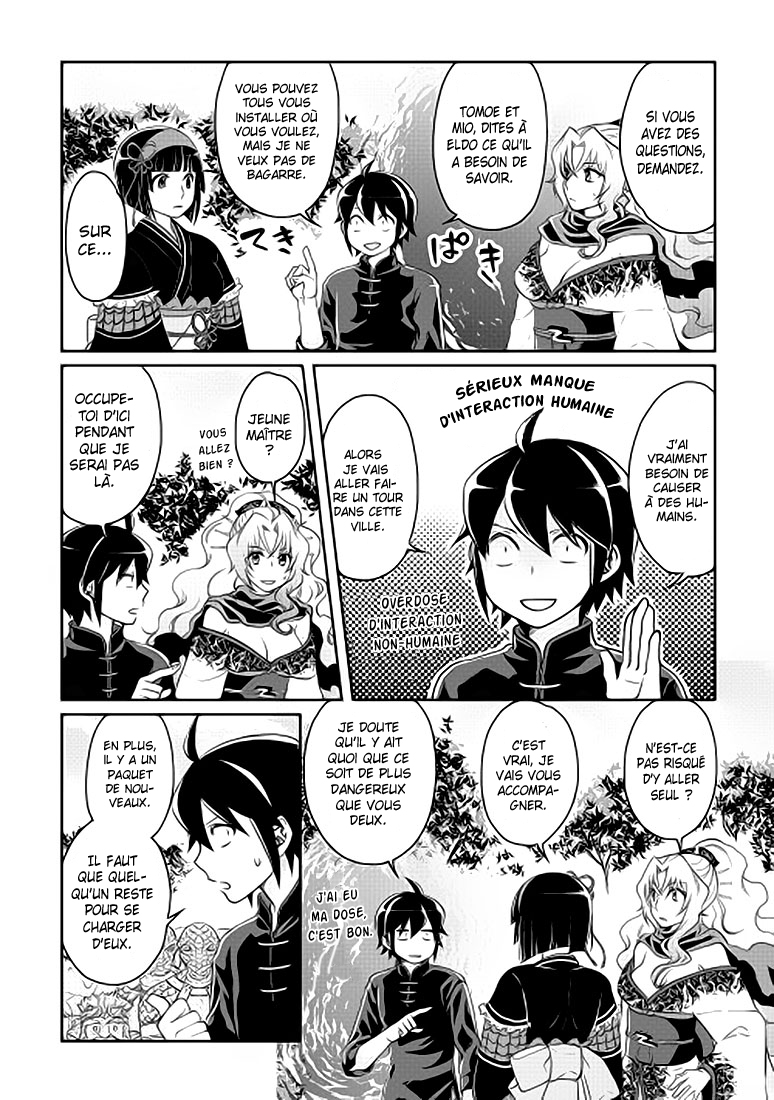 SI VOUS
AVEZ DES
QUESTIONS,
DEMANDEZ.
TOMOE ET
MIO, DITES À
ELDO CE QU'IL
A BESOIN DE
SAVOIR.
VOUS POUVEZ
TOUS VOUS
INSTALLER OÙ
VOUS VOULEZ,
MAIS JE NE
VEUX PAS DE
BAGARRE.
ぱき
てき
SUR
CE...
SÉRIEUX MANQUE
D'INTERACTION HUMAINE
J'AI
VRAIMENT
BESOIN DE
CAUSER
À DES HU-
MAINS.
ALORS
JE VAIS
ALLER FAI-
RE UN TOUR
DANS CETTE
VILLE.
OVERDOSE
D'INTERACTION
NON-HUMAINE
JEUNE
MAÎTRE
?
VOUS
ALLEZ
BIEN ?
OCCUPE-
TOI D'ICI
PENDANT
QUE JE
SERAI PAS
LÀ.
N'EST-CE
PAS RISQUÉ
D'Y ALLER
SEUL ?
C'EST
VRAI, JE
VAIS VOUS
ACCOMPA-
GNER.
JE DOUTE
QU'IL Y AIT
QUOI QUE CE
SOIT DE PLUS
DANGEREUX
QUE VOUS
DEUX.
J'AI EU
MA DOSE,
C'EST BON.
EN PLUS,
IL Y A UN
PAQUET
DE NOU-
VEAUX.
IL FAUT
QUE QUEL-
QU'UN RESTE
POUR SE
CHARGER
D'EUX.